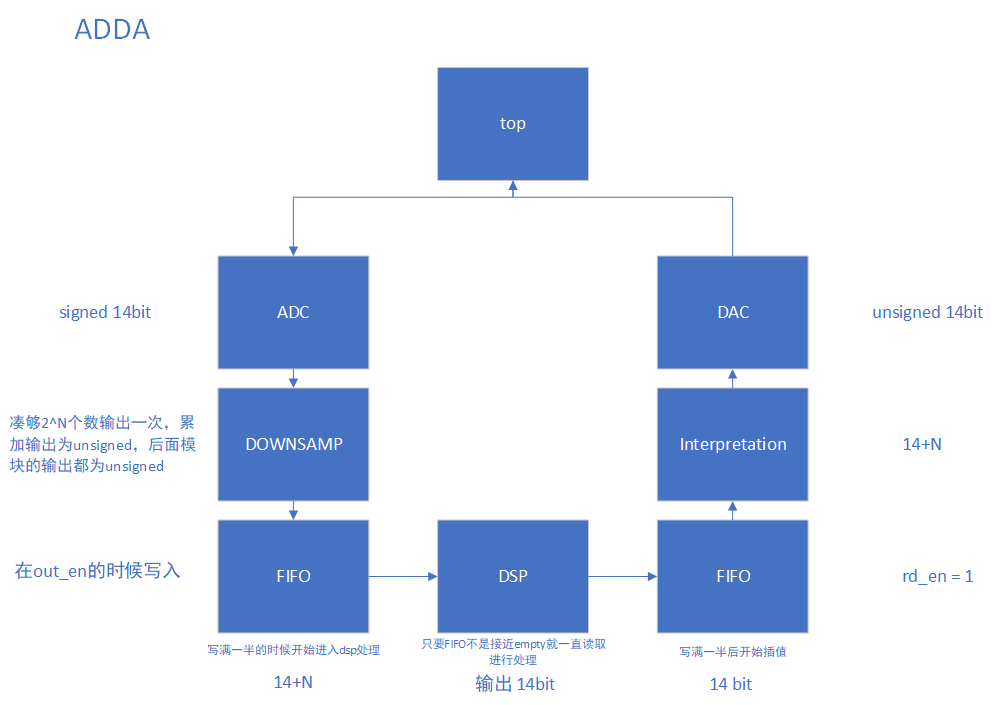 ADDA
top
signed 14bit
ADC
DAC
unsigned 14bit
凑够2^N个数输出一次，累
加输出为unsigned，后面模
块的输出都为unsigned
DOWNSAMP
Interpretation
14+N
在out_en的时候写入
FIFO
DSP
FIFO
rd_en = 1
写满一半的时候开始进入dsp处理
14+N
只要FIFO不是接近empty就一直读取
进行处理
输出 14bit
写满一半后开始插值
14 bit